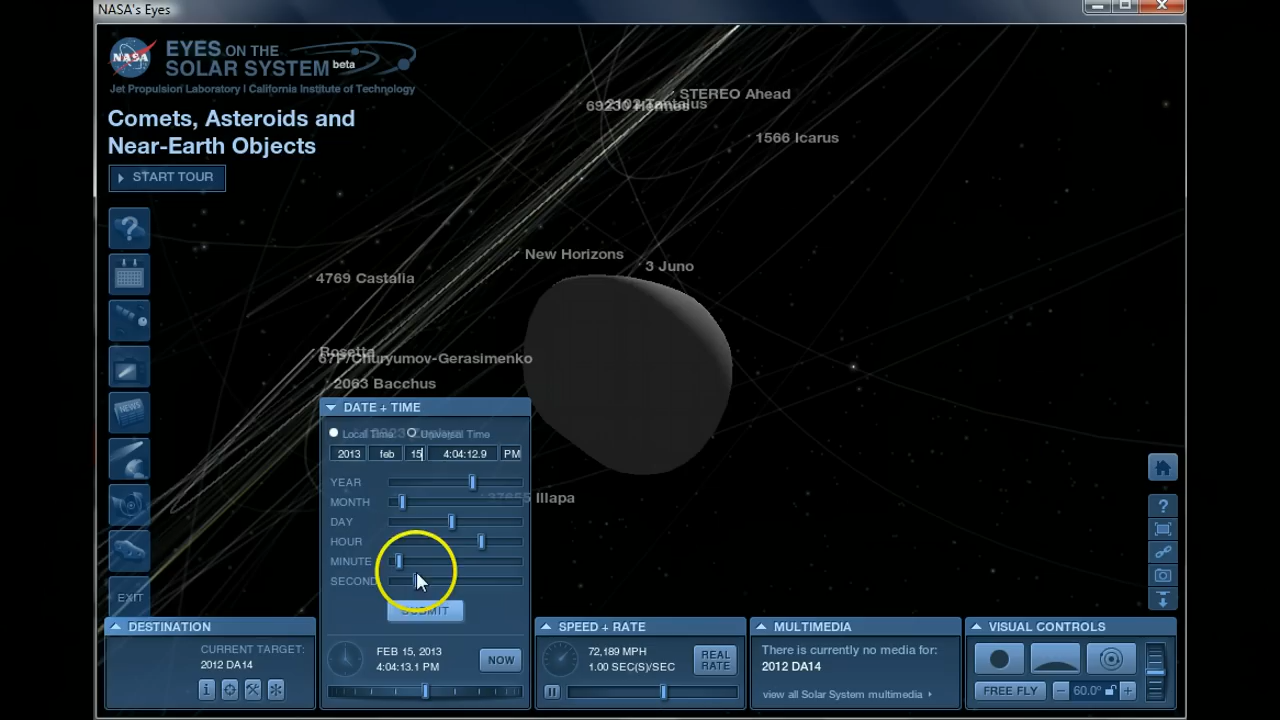 NASA's Eyes
NASA
EYES ON THE
SOLAR SYSTEM beta
Jet Propulsion Laboratory | California Institute of Technology
Comets, Asteroids and
Near-Earth Objects
START TOUR
STEREO Ahead
2103 Tantalus
1566 Icarus
New Horizons
3 Juno
4769 Castalia
Rosetta
67P/Churyumov-Gerasimenko
2063 Bacchus
NEWS
EXIT
DATE + TIME
Local Time
Universal Time
2013 feb 15 4:04:12.9 PM
YEAR
MONTH
DAY
HOUR
MINUTE
SECOND
SUBMIT
Illapa
?
DESTINATION
CURRENT TARGET:
2012 DA14
FEB 15, 2013
4:04:13.1 PM
NOW
SPEED + RATE
72,189 MPH
1.00 SEC(S)/SEC
REAL
RATE
MULTIMEDIA
There is currently no media for:
2012 DA14
view all Solar System multimedia
VISUAL CONTROLS
FREE FLY
60.0°